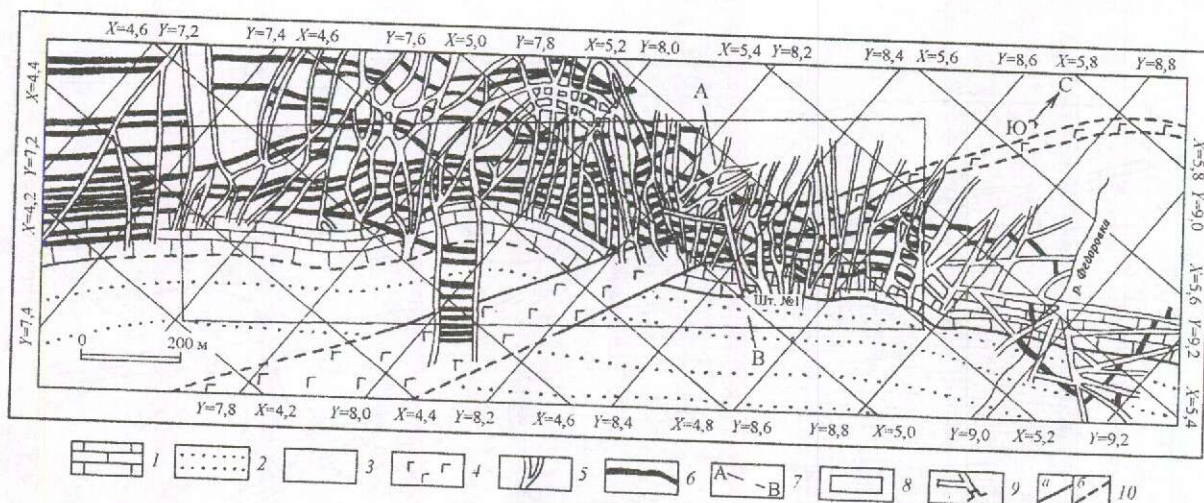 X=4,6 Y=7,2 Y=7,4 X=4,6 Y=7,6 X=5,0 Y=7,8 X=5,2 Y=8,0 X=5,4 Y=8,2 Y=8,4 X=5,6 Y=8,6 X=5,8 Y=8,8
X=4,4
Y=7,2
X=4,2
Y=7,4
А
С
Ю
р. Федоровка
Шт. №1
В
0 200 м
Y=5,8
X=6,0
X=5,6
Y=9,2
X=5,4
Y=7,8 X=4,2 Y=8,0 X=4,4 Y=8,2 X=4,6 Y=8,4 X=4,8 Y=8,6 Y=8,8 X=5,0 Y=9,0 X=5,2 Y=9,2
1 2 3 4 5 6 А В 7 8 9 а б 10